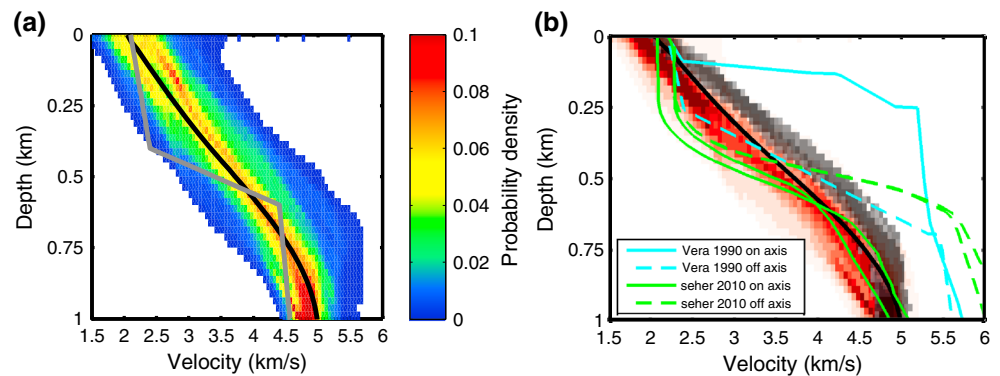 (a)
0
0.25
0.5
0.75
1
Depth (km)
1.5 2 2.5 3 3.5 4 4.5 5 5.5 6
Velocity (km/s)
0.1
0.08
0.06
0.04
0.02
0
Probability density
(b)
0
0.25
0.5
0.75
1
Depth (km)
Vera 1990 on axis
Vera 1990 off axis
seher 2010 on axis
seher 2010 off axis
1.5 2 2.5 3 3.5 4 4.5 5 5.5 6
Velocity (km/s)